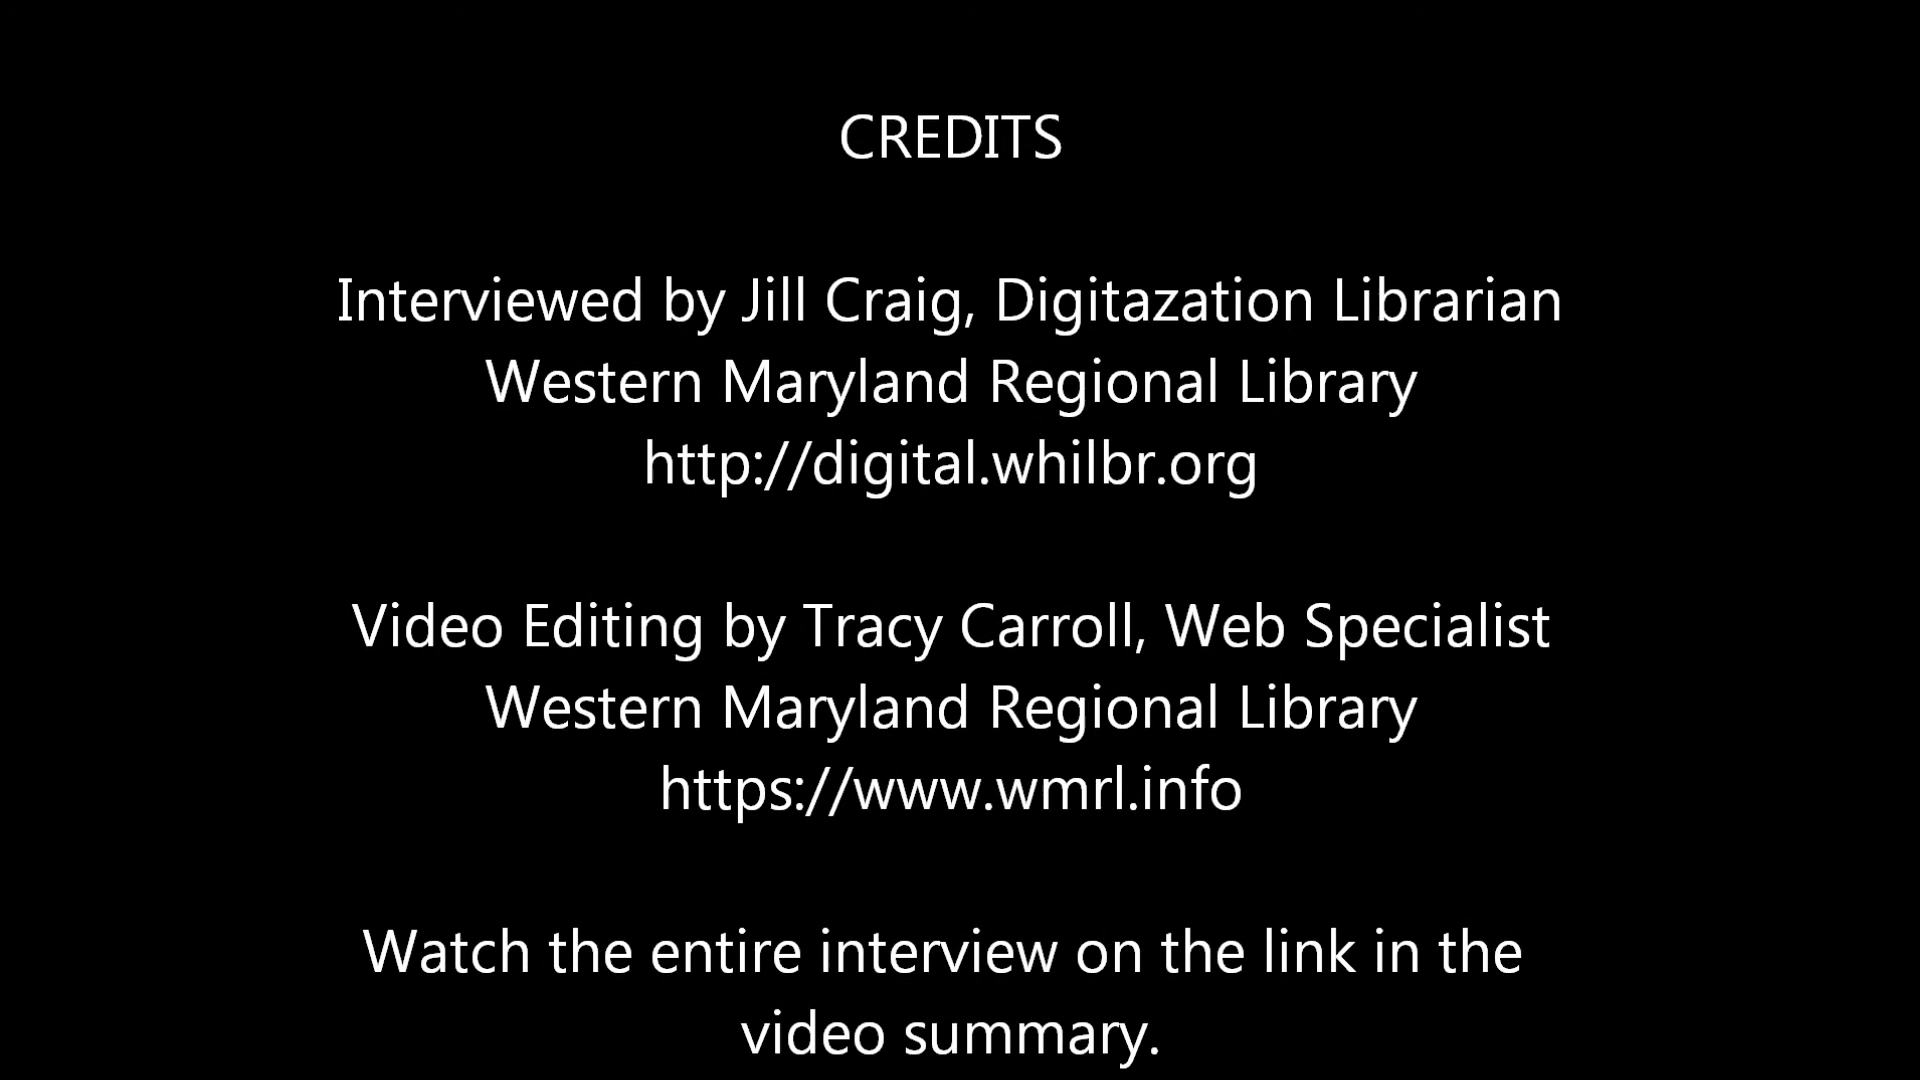 CREDITS
Interviewed by Jill Craig, Digitazation Librarian
Western Maryland Regional Library
http://digital.whilbr.org
Video Editing by Tracy Carroll, Web Specialist
Western Maryland Regional Library
https://www.wmrl.info
Watch the entire interview on the link in the
video summary.